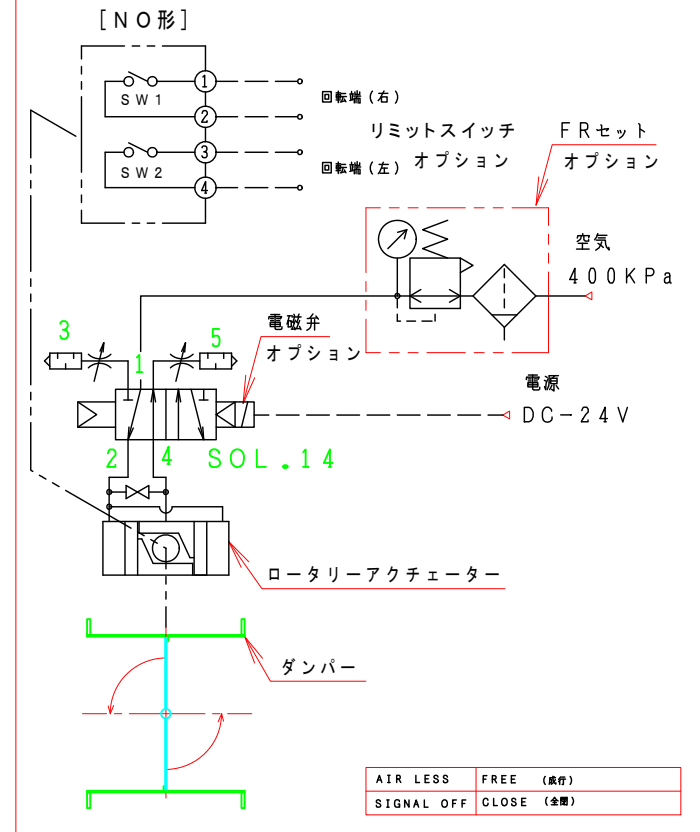 [NO形]
1
SW1
2
回転端(右)
リミットスイッチ
オプション
3
SW2
4
回転端(左)
FRセット
オプション
空気
400KPa
電磁弁
オプション
3
1
5
電源
DC-24V
2
4
SOL.14
ロータリーアクチェーター
ダンパー
AIR LESS FREE (成行)
SIGNAL OFF CLOSE (全閉)